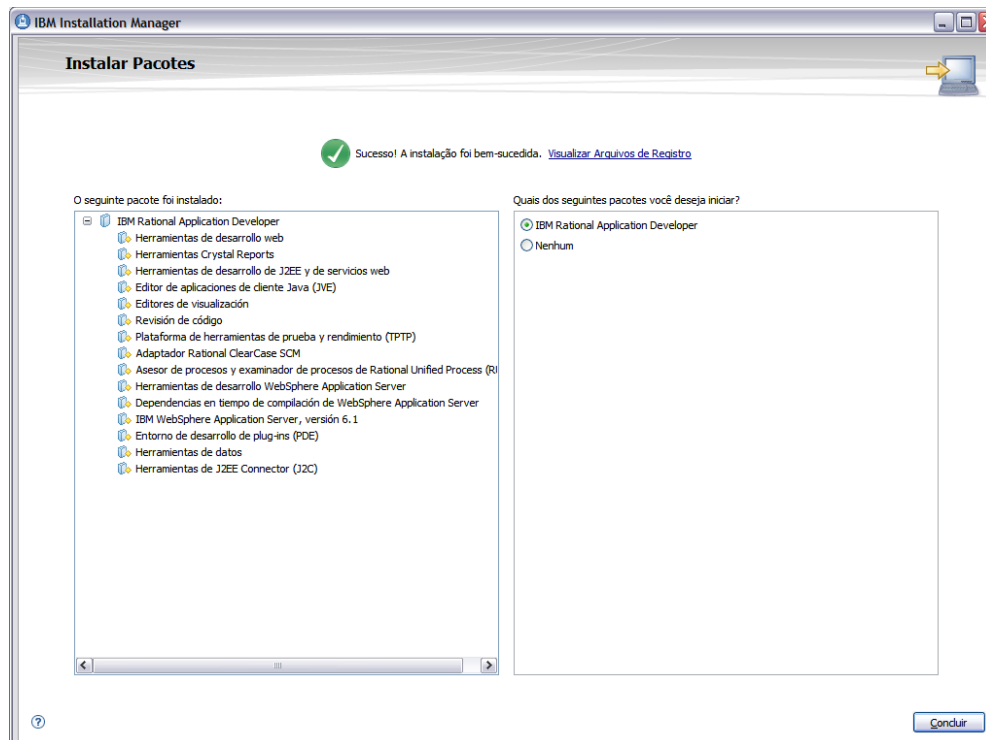 IBM Installation Manager
Instalar Pacotes
Sucesso! A instalação foi bem-sucedida. Visualizar Arquivos de Registro
O seguinte pacote foi instalado:
IBM Rational Application Developer
Herramientas de desarrollo web
Herramientas Crystal Reports
Herramientas de desarrollo de J2EE y de servicios web
Editor de aplicaciones de cliente Java (JVE)
Editores de visualización
Revisión de código
Plataforma de herramientas de prueba y rendimiento (TPTP)
Adaptador Rational ClearCase SCM
Asesor de procesos y examinador de procesos de Rational Unified Process (RU
Herramientas de desarrollo WebSphere Application Server
Dependencias en tiempo de compilación de WebSphere Application Server
IBM WebSphere Application Server, versión 6.1
Entorno de desarrollo de plug-ins (PDE)
Herramientas de datos
Herramientas de J2EE Connector (J2C)
Quais dos seguintes pacotes você deseja iniciar?
IBM Rational Application Developer
Nenhum
Concluir